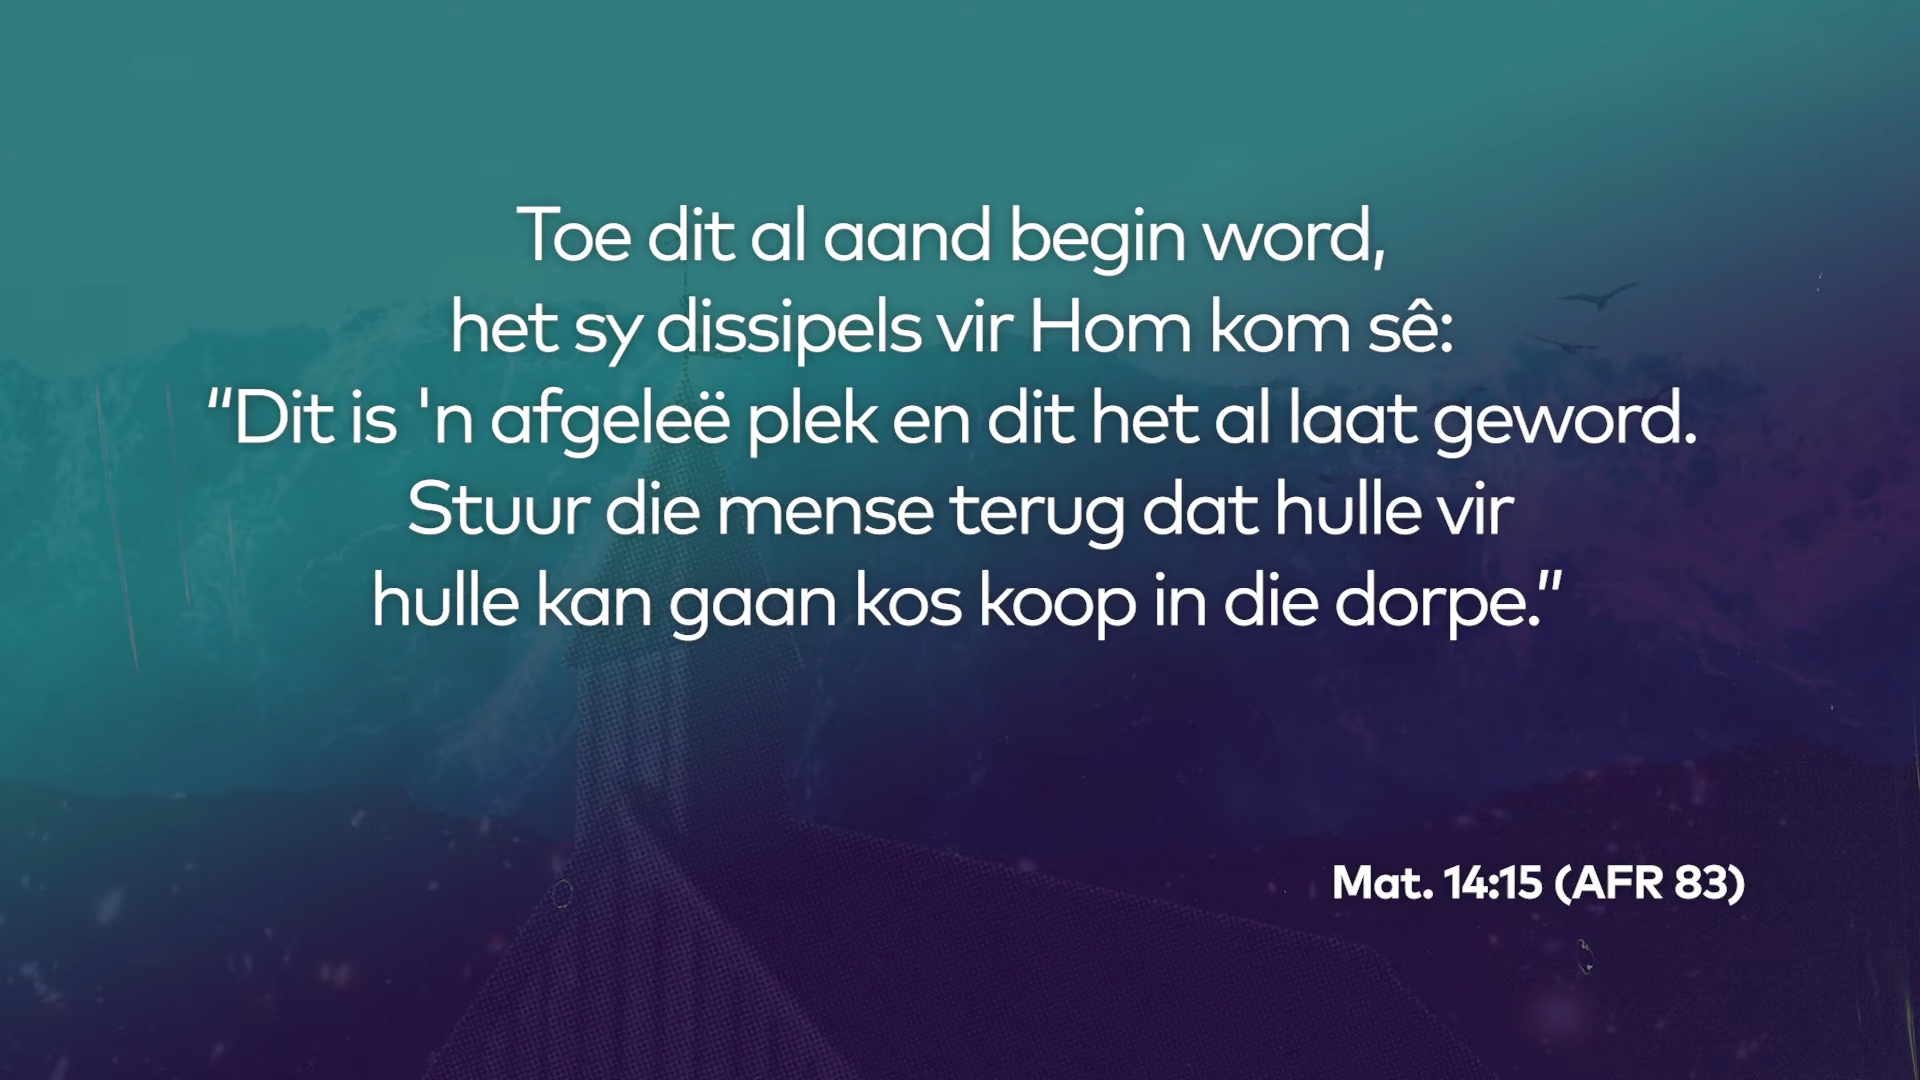 Toe dit al aand begin word,
het sy dissipels vir Hom kom sê:
“Dit is 'n afgeleë plek en dit het al laat geword.
Stuur die mense terug dat hulle vir
hulle kan gaan kos koop in die dorpe.”
Mat. 14:15 (AFR 83)